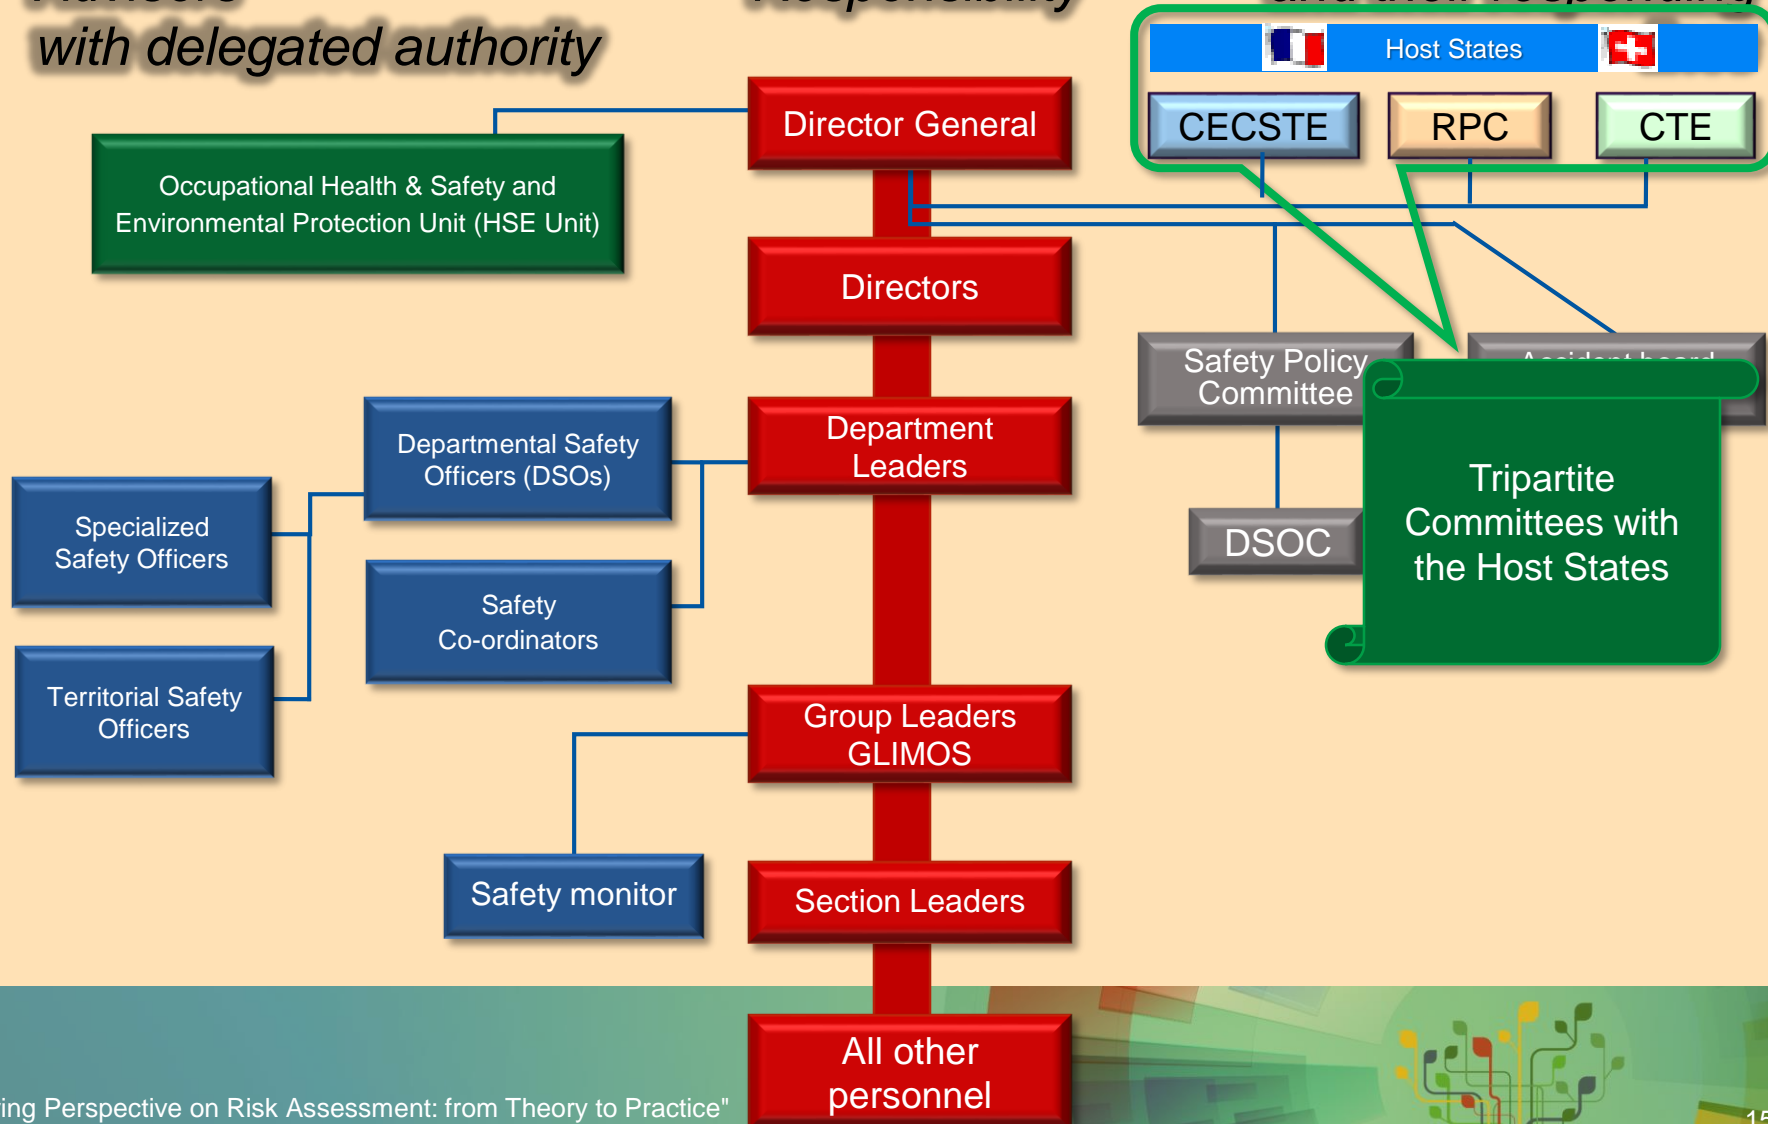 with delegated authority
Responsibility
Host States
CECSTE
RPC
CTE
Director General
Occupational Health & Safety and
Environmental Protection Unit (HSE Unit)
Directors
Safety Policy
Committee
Accident board
Department
Leaders
Departmental Safety
Officers (DSOs)
Specialized
Safety Officers
Safety
Co-ordinators
DSOC
Tripartite
Committees with
the Host States
Territorial Safety
Officers
Group Leaders
GLIMOS
Safety monitor
Section Leaders
All other
personnel
Perspective on Risk Assessment: from Theory to Practice"